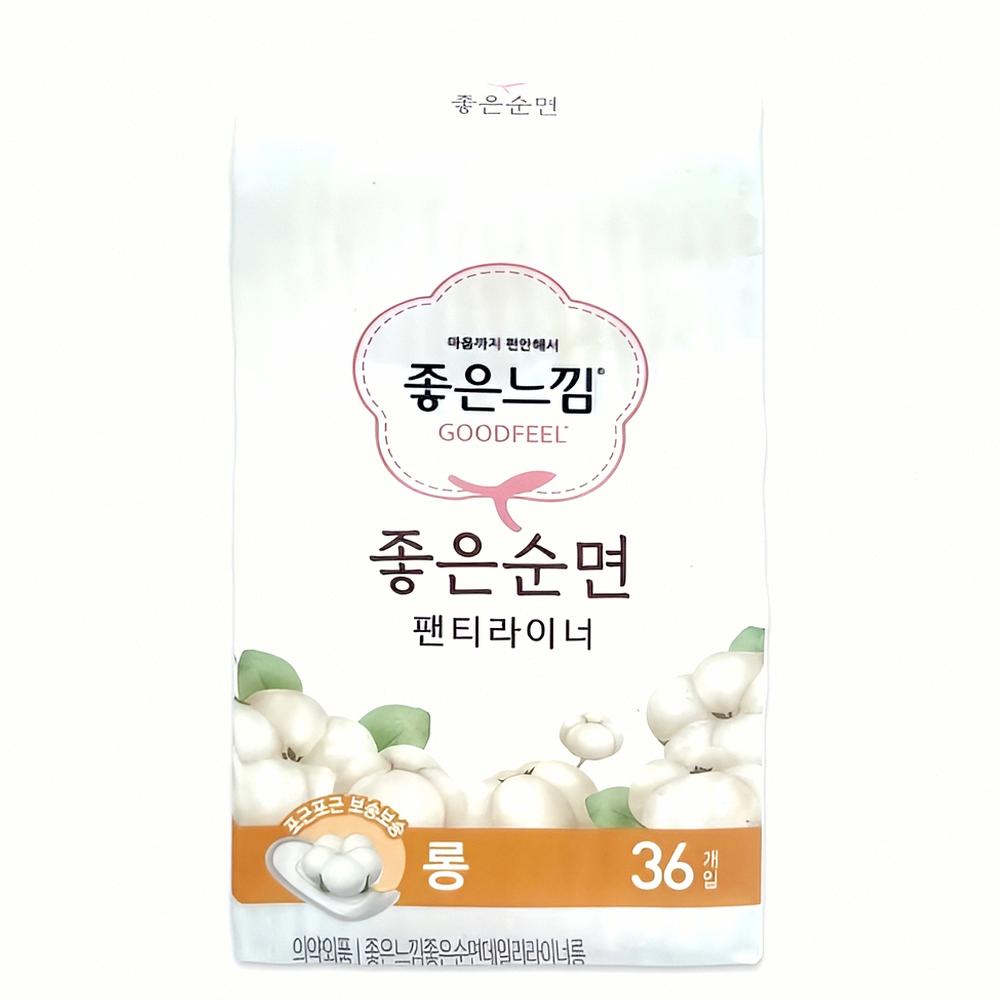 좋은순면
마음까지 편안해서
좋은느낌
GOODFEEL
좋은순면
팬티라이너
포근포근 보송보송
롱
36개입
의약외품 | 좋은느낌좋은순면데일리라이너롱